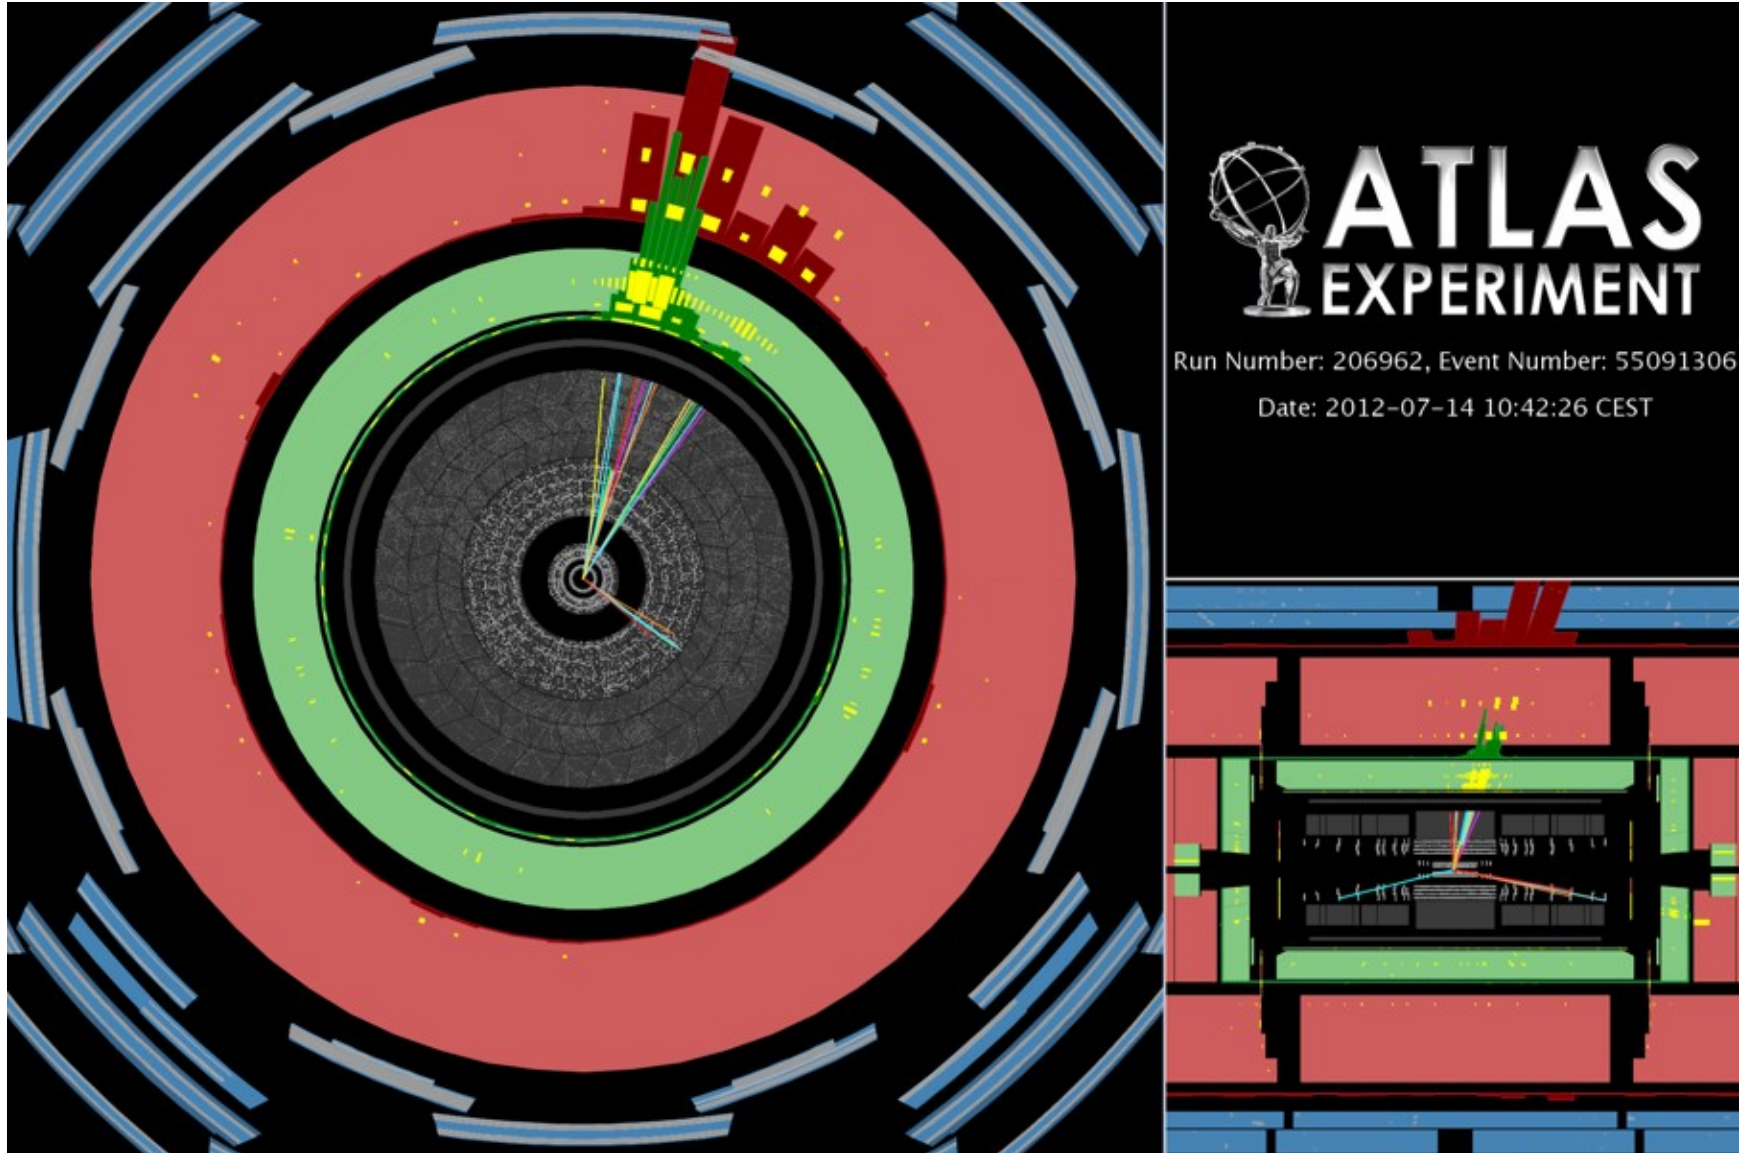 ATLAS
EXPERIMENT
Run Number: 206962, Event Number: 55091306
Date: 2012-07-14 10:42:26 CEST